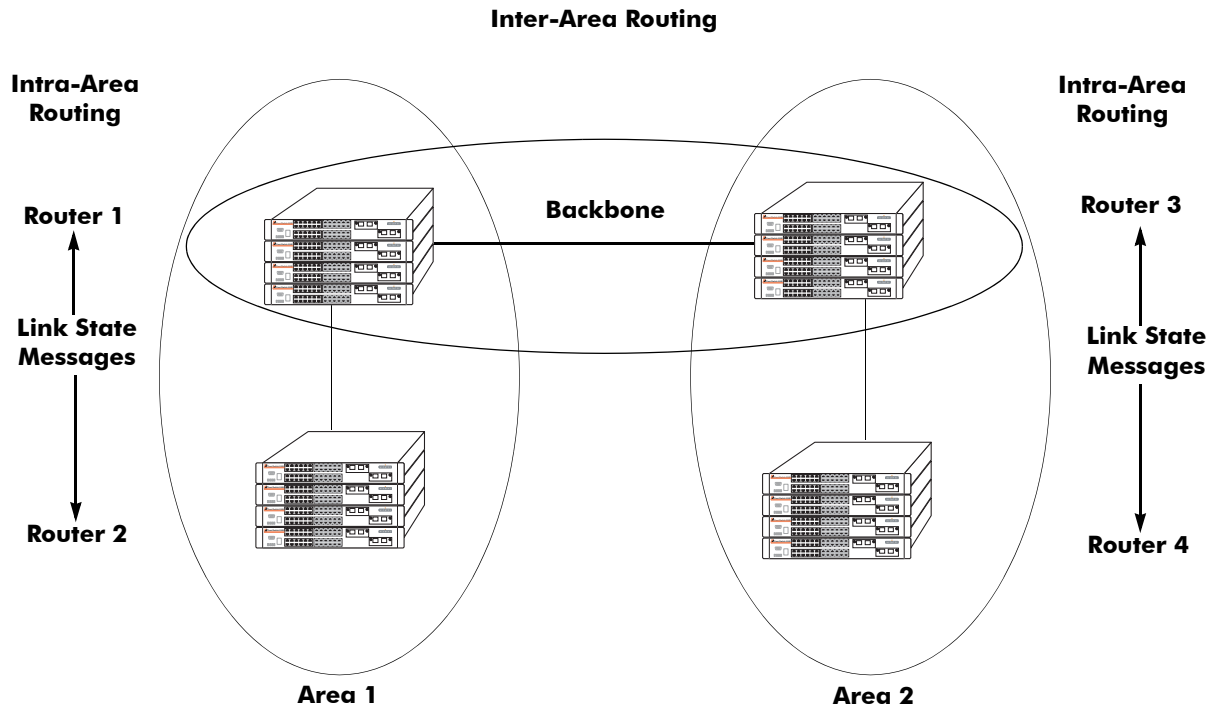 Inter-Area Routing
Intra-Area
Routing
Intra-Area
Routing
Router 1
Backbone
Router 3
Link State
Messages
Link State
Messages
Router 2
Router 4
Area 1
Area 2